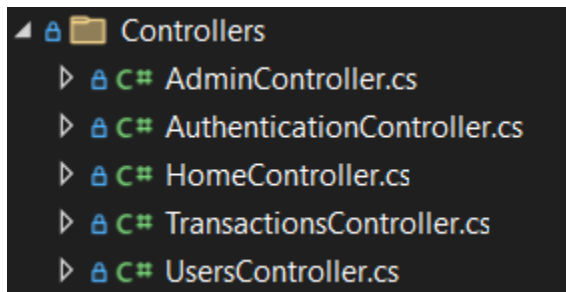 Controllers
C# AdminController.cs
C# AuthenticationController.cs
C# HomeController.cs
C# TransactionsController.cs
C# UsersController.cs